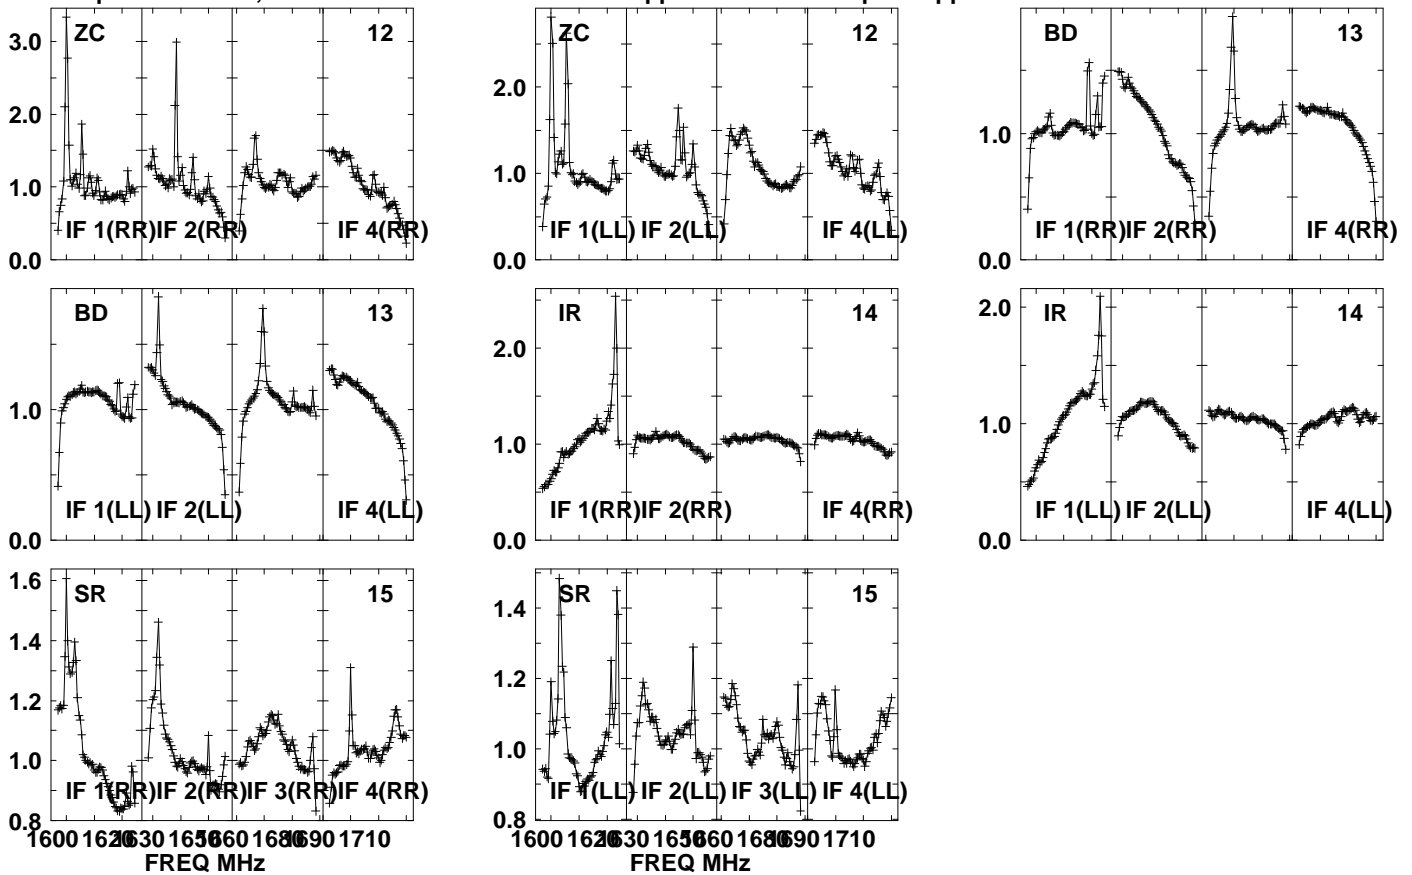 ZC 12 ZC 12 BD 13
3.0
2.0 2.0
1.0 1.0 1.0
IF 1(RR) IF 2(RR) IF 4(RR) IF 1(LL) IF 2(LL) IF 4(LL) IF 1(RR) IF 2(RR) IF 4(RR)
0.0 0.0 0.0
BD 13 IR 14 IR 14
2.0 2.0
1.0 1.0 1.0
IF 1(LL) IF 2(LL) IF 4(LL) IF 1(RR) IF 2(RR) IF 4(RR) IF 1(LL) IF 2(LL) IF 4(LL)
0.0 0.0 0.0
SR 15 SR 15
1.6
1.4 1.4
1.2 1.2
1.0 1.0
IF 1(RR) IF 2(RR) IF 3(RR) IF 4(RR) IF 1(LL) IF 2(LL) IF 3(LL) IF 4(LL)
0.8 0.8
1600 1620 1630 1650 1660 1680 1690 1710 1600 1620 1630 1650 1660 1680 1690 1710
FREQ MHz FREQ MHz